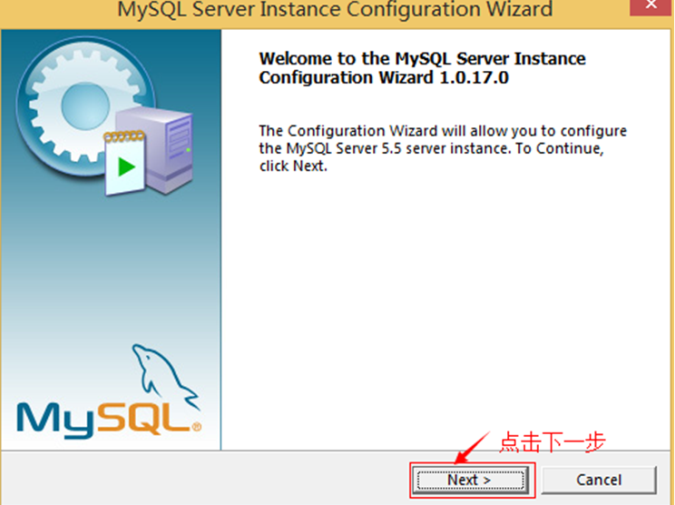 MySQL Server Instance Configuration Wizard
Welcome to the MySQL Server Instance
Configuration Wizard 1.0.17.0
The Configuration Wizard will allow you to configure
the MySQL Server 5.5 server instance. To Continue,
click Next.
MySQL®
点击下一步
Next >
Cancel